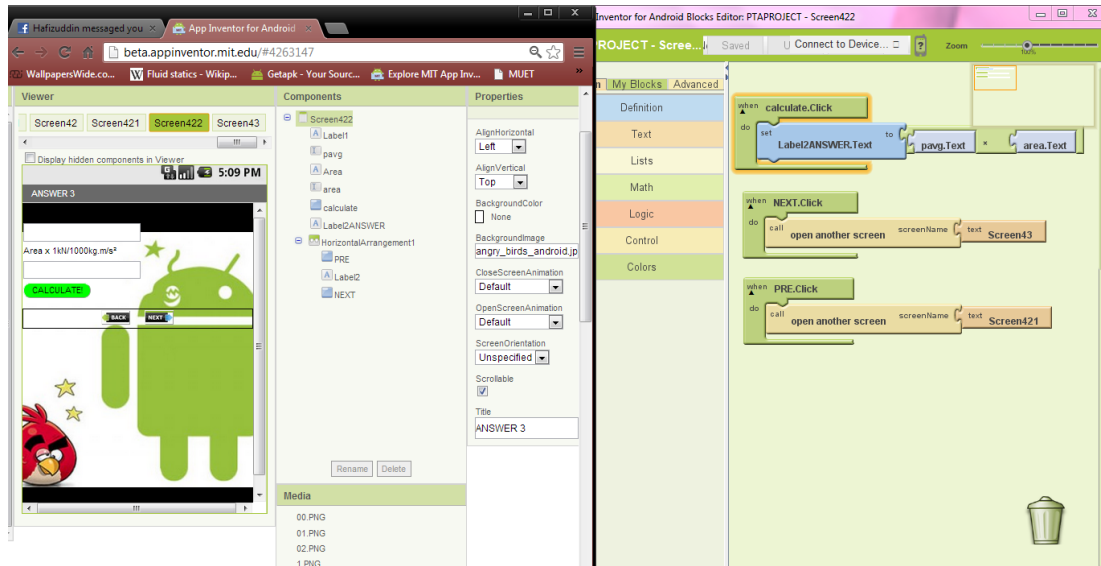 Hafizuddin messaged you × App Inventor for Android ×
beta.appinventor.mit.edu/#4263147
WallpapersWide.co... W Fluid statics - Wikip... Getapk - Your Sourc... Explore MIT App Inv... MUET »
Viewer
Screen42 Screen421 Screen422 Screen43
Display hidden components in Viewer
5:09 PM
ANSWER 3
Area x 1kN/1000kg.m/s²
CALCULATE!
BACK NEXT
Components
Screen422
Label1
pavg
Area
area
calculate
Label2ANSWER
HorizontalArrangement1
PRE
Label2
NEXT
Rename Delete
Media
00.PNG
01.PNG
02.PNG
1.PNG
Properties
AlignHorizontal
Left
AlignVertical
Top
BackgroundColor
None
BackgroundImage
angry_birds_android.jp
CloseScreenAnimation
Default
OpenScreenAnimation
Default
ScreenOrientation
Unspecified
Scrollable
Title
ANSWER 3
Inventor for Android Blocks Editor: PTAPROJECT - Screen422
ROJECT - Scree... Saved U Connect to Device... ? Zoom 100%
n My Blocks Advanced
Definition
Text
Lists
Math
Logic
Control
Colors
when calculate.Click
do set Label2ANSWER.Text to pavg.Text × area.Text
when NEXT.Click
do call open another screen screenName text Screen43
when PRE.Click
do call open another screen screenName text Screen421